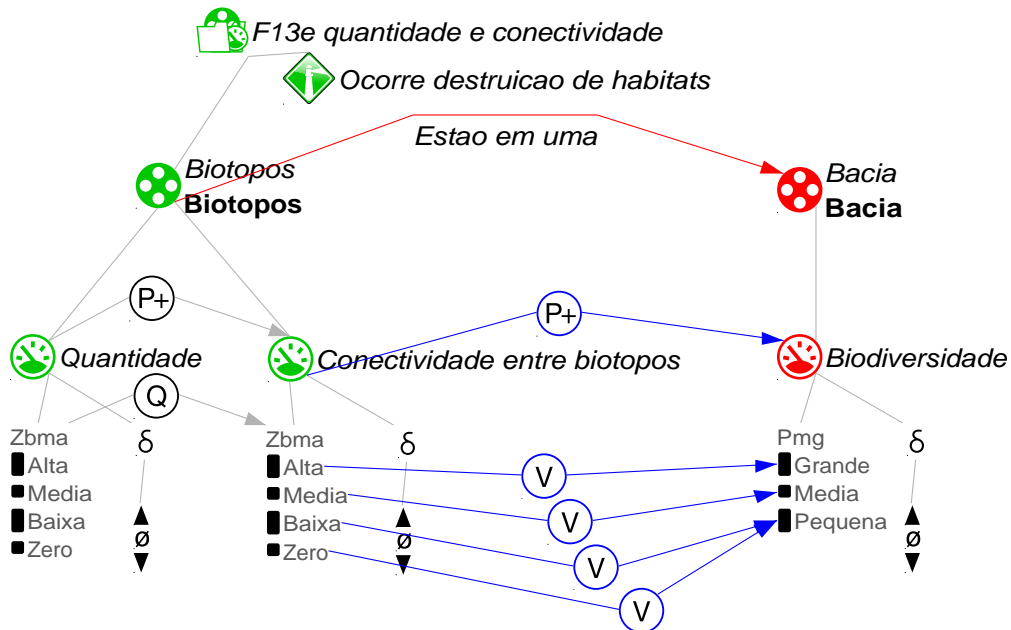 F13e quantidade e conectividade
Ocorre destruicao de habitats
Estao em uma
Biotopos
Biotopos
Bacia
Bacia
P+
P+
Quantidade
Conectividade entre biotopos
Biodiversidade
Q
Zbma
δ
Zbma
δ
Pmg
δ
Alta
Alta
V
Grande
Media
Media
V
Media
Baixa
Baixa
V
Pequena
Zero
ø
Zero
ø
ø
V